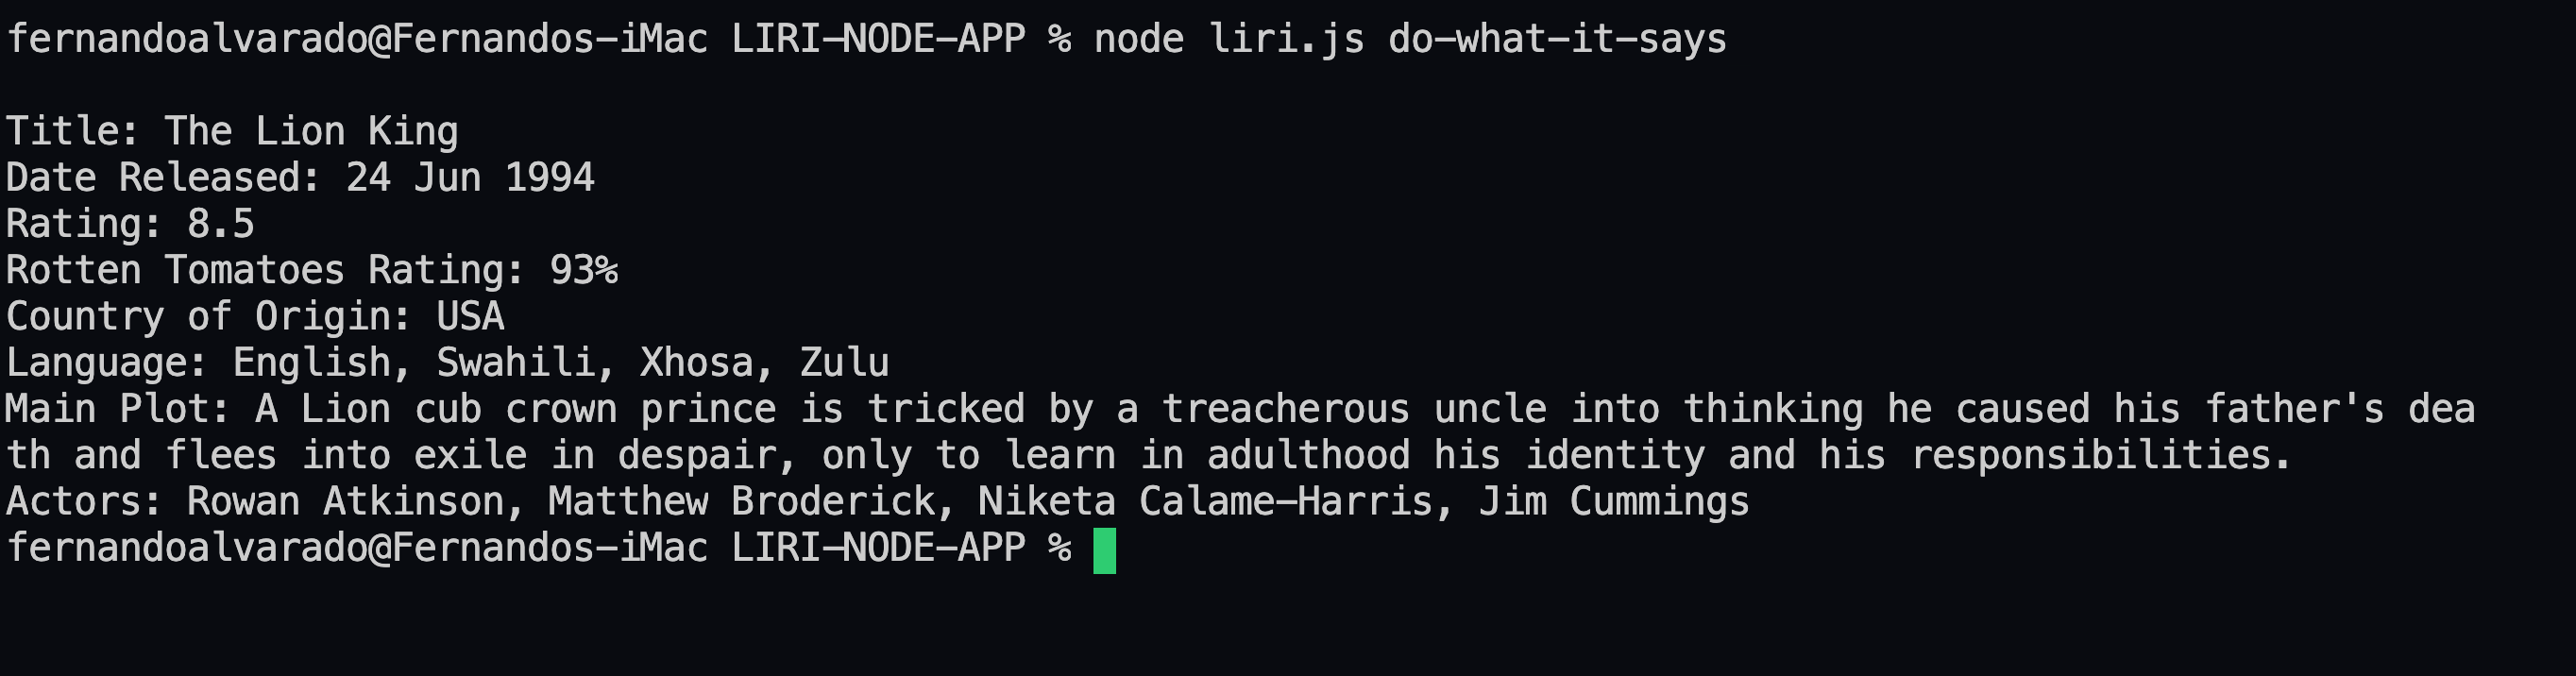 fernandoalvarado@Fernandos-iMac LIRI-NODE-APP % node liri.js do-what-it-says
Title: The Lion King
Date Released: 24 Jun 1994
Rating: 8.5
Rotten Tomatoes Rating: 93%
Country of Origin: USA
Language: English, Swahili, Xhosa, Zulu
Main Plot: A Lion cub crown prince is tricked by a treacherous uncle into thinking he caused his father's dea
th and flees into exile in despair, only to learn in adulthood his identity and his responsibilities.
Actors: Rowan Atkinson, Matthew Broderick, Niketa Calame-Harris, Jim Cummings
fernandoalvarado@Fernandos-iMac LIRI-NODE-APP %